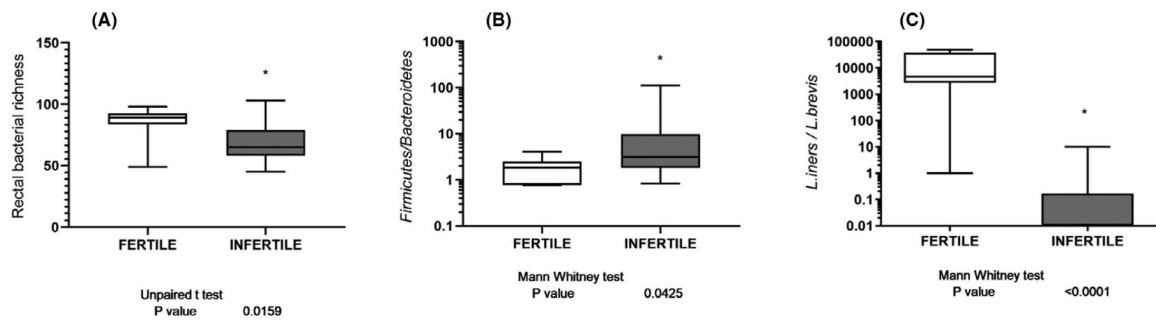 (A)
Rectal bacterial richness
150
100
50
0
FERTILE INFERTILE
*
Unpaired t test
P value 0.0159
(B)
Firmicutes/Bacteroidetes
1000
100
10
1
0.1
FERTILE INFERTILE
*
Mann Whitney test
P value 0.0425
(C)
L.iners / L.brevis
100000
10000
1000
100
10
1
0.1
0.01
FERTILE INFERTILE
*
Mann Whitney test
P value <0.0001